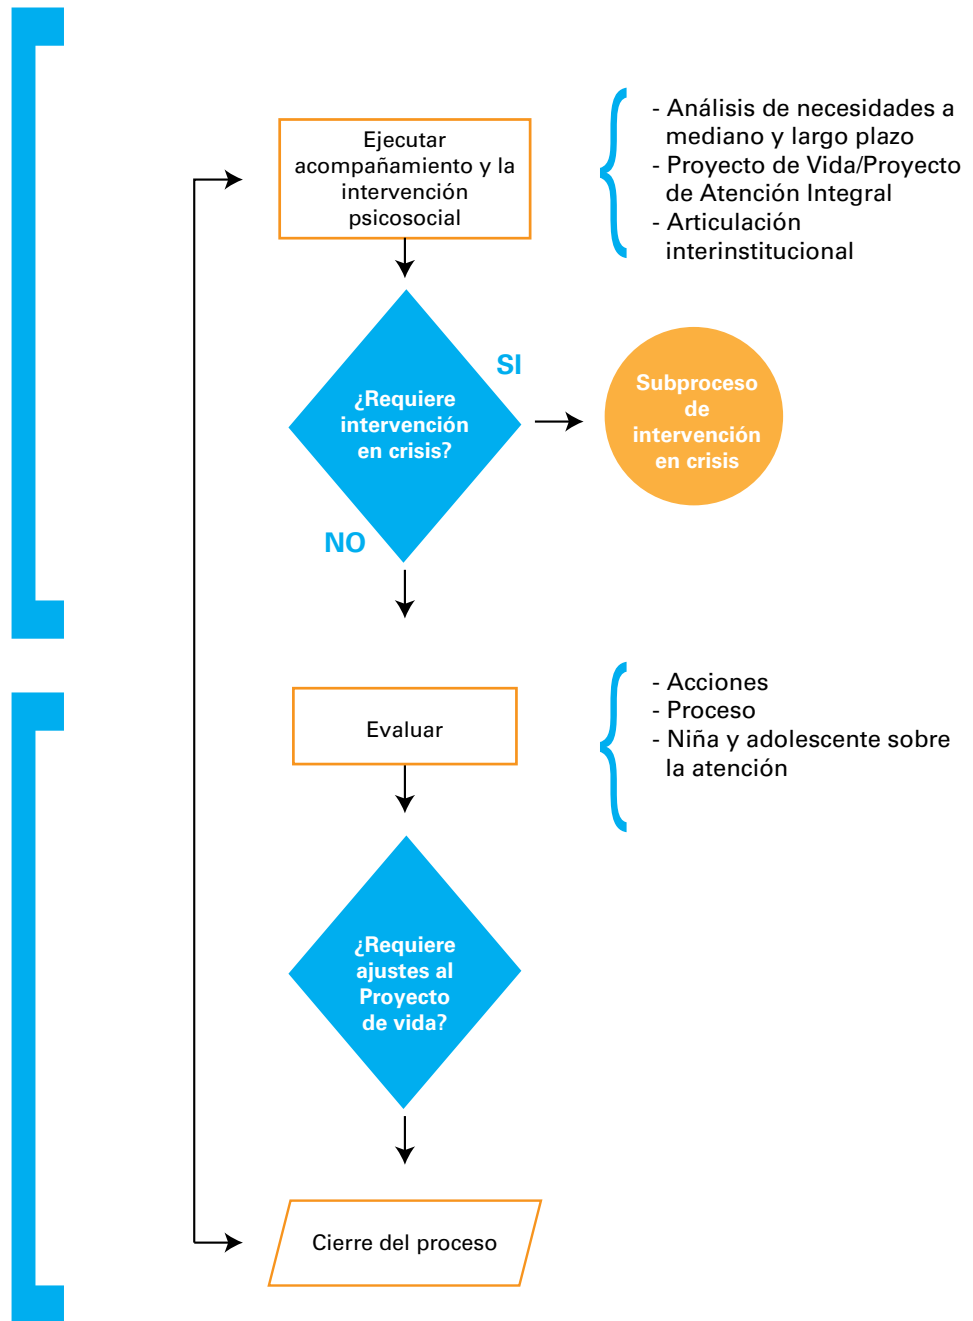 Ejecutar
acompañamiento y la
intervención
psicosocial
- Análisis de necesidades a
mediano y largo plazo
- Proyecto de Vida/Proyecto
de Atención Integral
- Articulación
interinstitucional
¿Requiere
intervención
en crisis?
SI
Subproceso
de
intervención
en crisis
NO
Evaluar
- Acciones
- Proceso
- Niña y adolescente sobre
la atención
¿Requiere
ajustes al
Proyecto
de vida?
Cierre del proceso